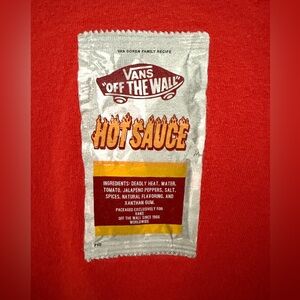 VAN DOREN FAMILY RECIPE
VANS
"OFF THE WALL"
HOT SAUCE
INGREDIENTS: DEADLY HEAT, WATER,
TOMATO, JALAPENO POPPERS, SALT,
SPICES, NATURAL FLAVORING, AND
XANTHAN GUM.
PACKAGED EXCLUSIVELY FOR
VANS
OFF THE WALL SINCE 1966
WORLDWIDE